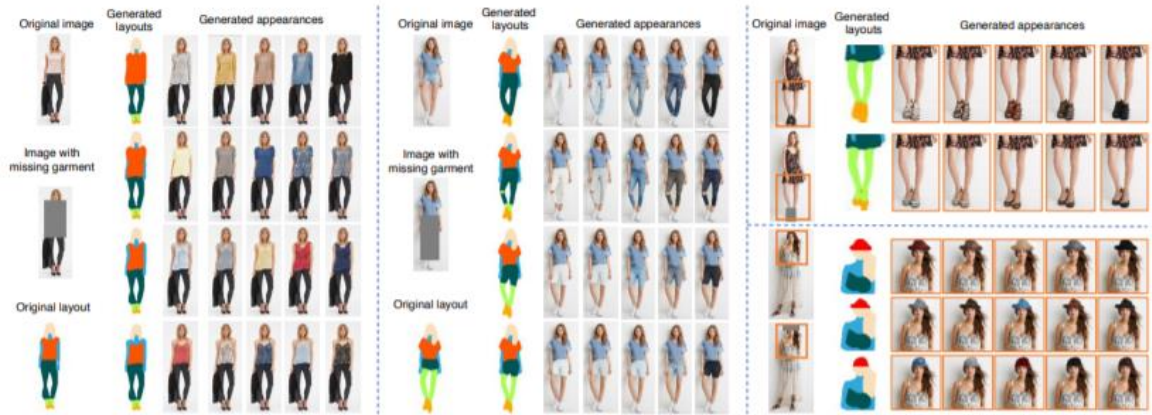 Original image
Generated
layouts
Generated appearances
Image with
missing garment
Original layout
Original image
Generated
layouts
Generated appearances
Image with
missing garment
Original layout
Original image
Generated
layouts
Generated appearances